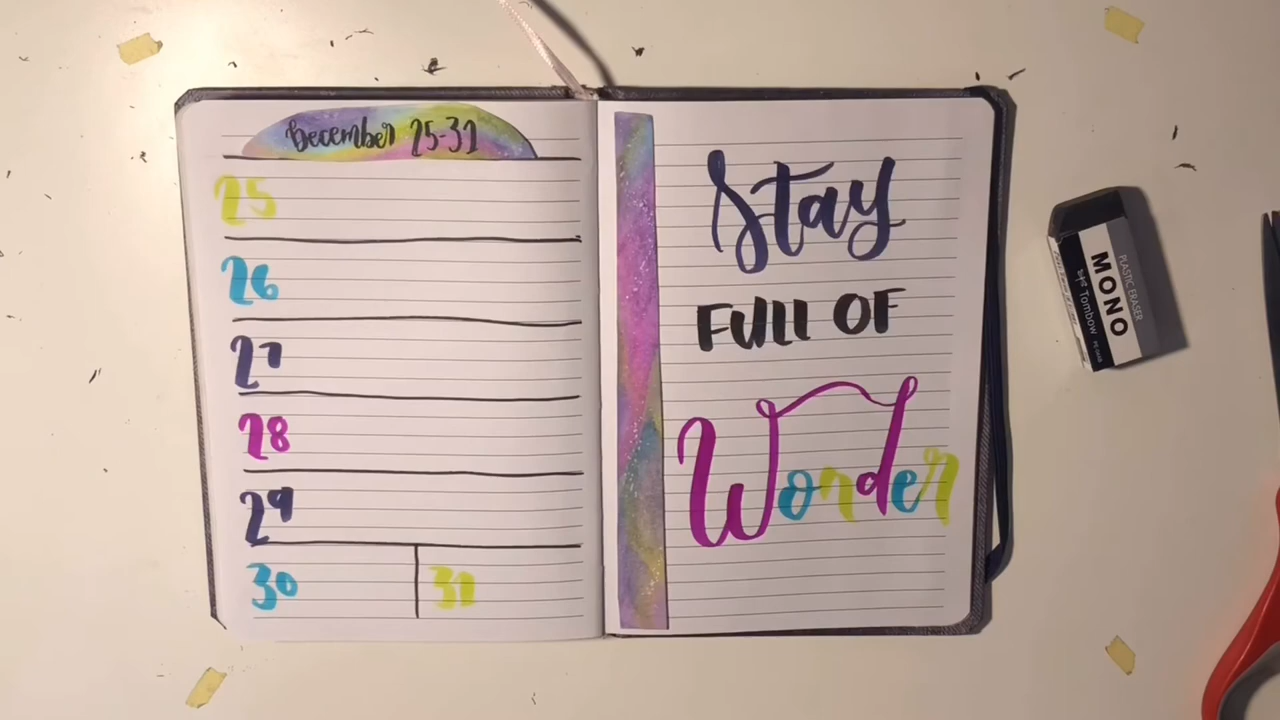 December 25-31
25
26
27
28
29
30
31
Stay
FULL OF
Wonder
MONO
PLASTIC ERASER
Tombow